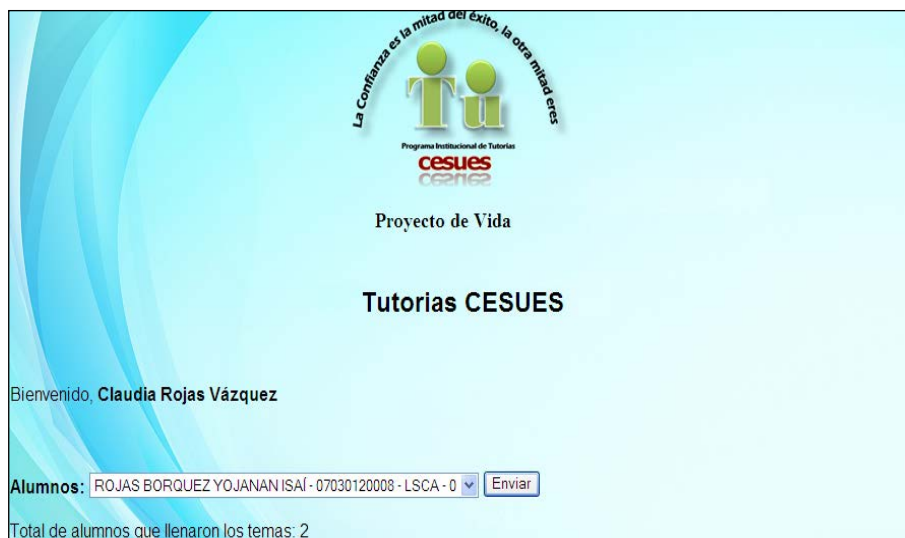 La Confianza es la mitad del éxito, la otra mitad eres
Tu
Programa Institucional de Tutorias
cesues
Proyecto de Vida
Tutorias CESUES
Bienvenido, Claudia Rojas Vázquez
Alumnos: ROJAS BORQUEZ YOJANAN ISAÍ - 07030120008 - LSCA - 0 Enviar
Total de alumnos que llenaron los temas: 2